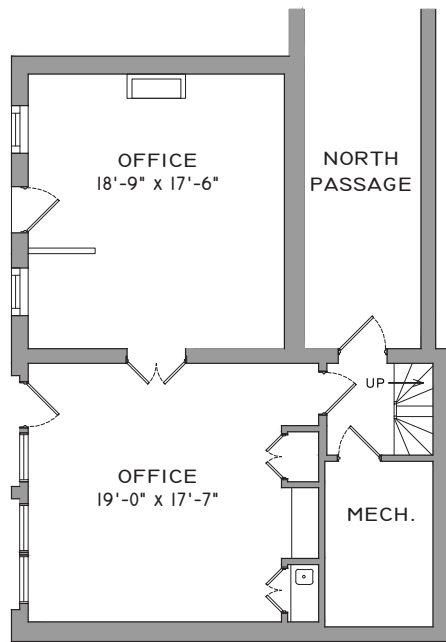 OFFICE
18'-9" X 17'-6"
NORTH
PASSAGE
UP
OFFICE
19'-0" X 17'-7"
MECH.